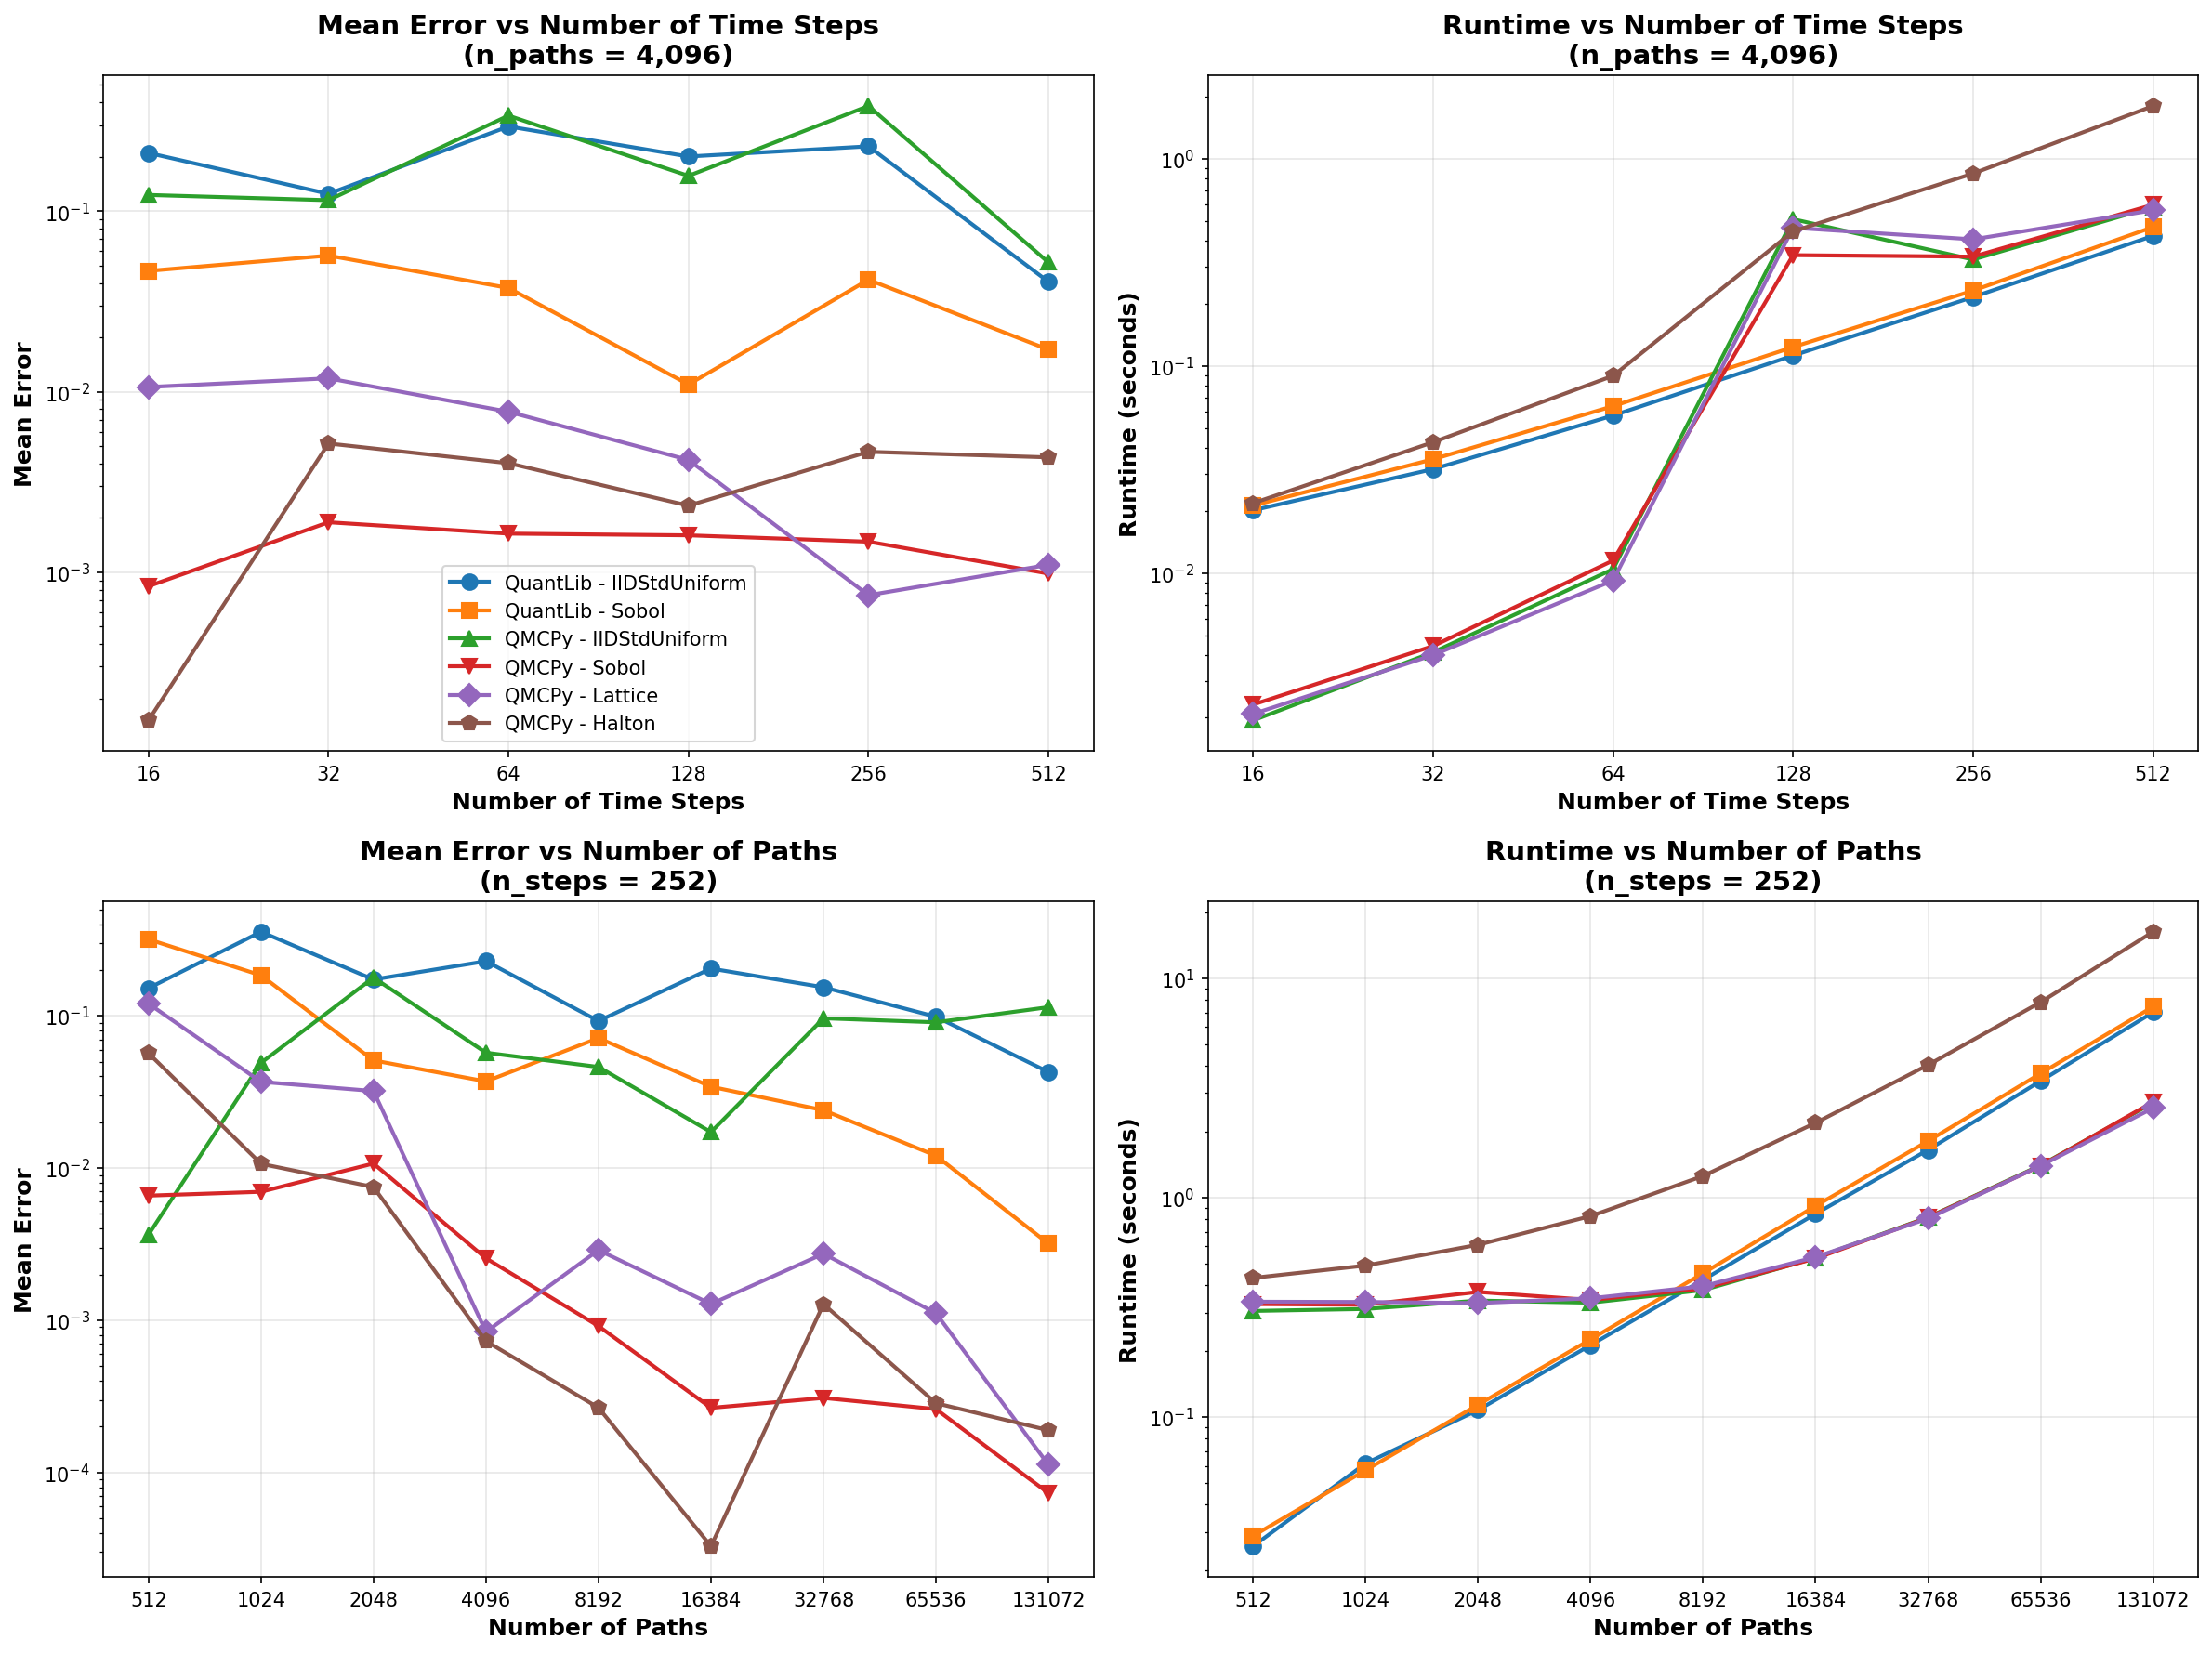 Mean Error vs Number of Time Steps
(n_paths = 4,096)
Mean Error
10⁻¹
10⁻²
10⁻³
16 32 64 128 256 512
Number of Time Steps
QuantLib - IIDStdUniform
QuantLib - Sobol
QMCPy - IIDStdUniform
QMCPy - Sobol
QMCPy - Lattice
QMCPy - Halton
Runtime vs Number of Time Steps
(n_paths = 4,096)
Runtime (seconds)
10⁰
10⁻¹
10⁻²
16 32 64 128 256 512
Number of Time Steps
Mean Error vs Number of Paths
(n_steps = 252)
Mean Error
10⁻¹
10⁻²
10⁻³
10⁻⁴
512 1024 2048 4096 8192 16384 32768 65536 131072
Number of Paths
Runtime vs Number of Paths
(n_steps = 252)
Runtime (seconds)
10¹
10⁰
10⁻¹
512 1024 2048 4096 8192 16384 32768 65536 131072
Number of Paths